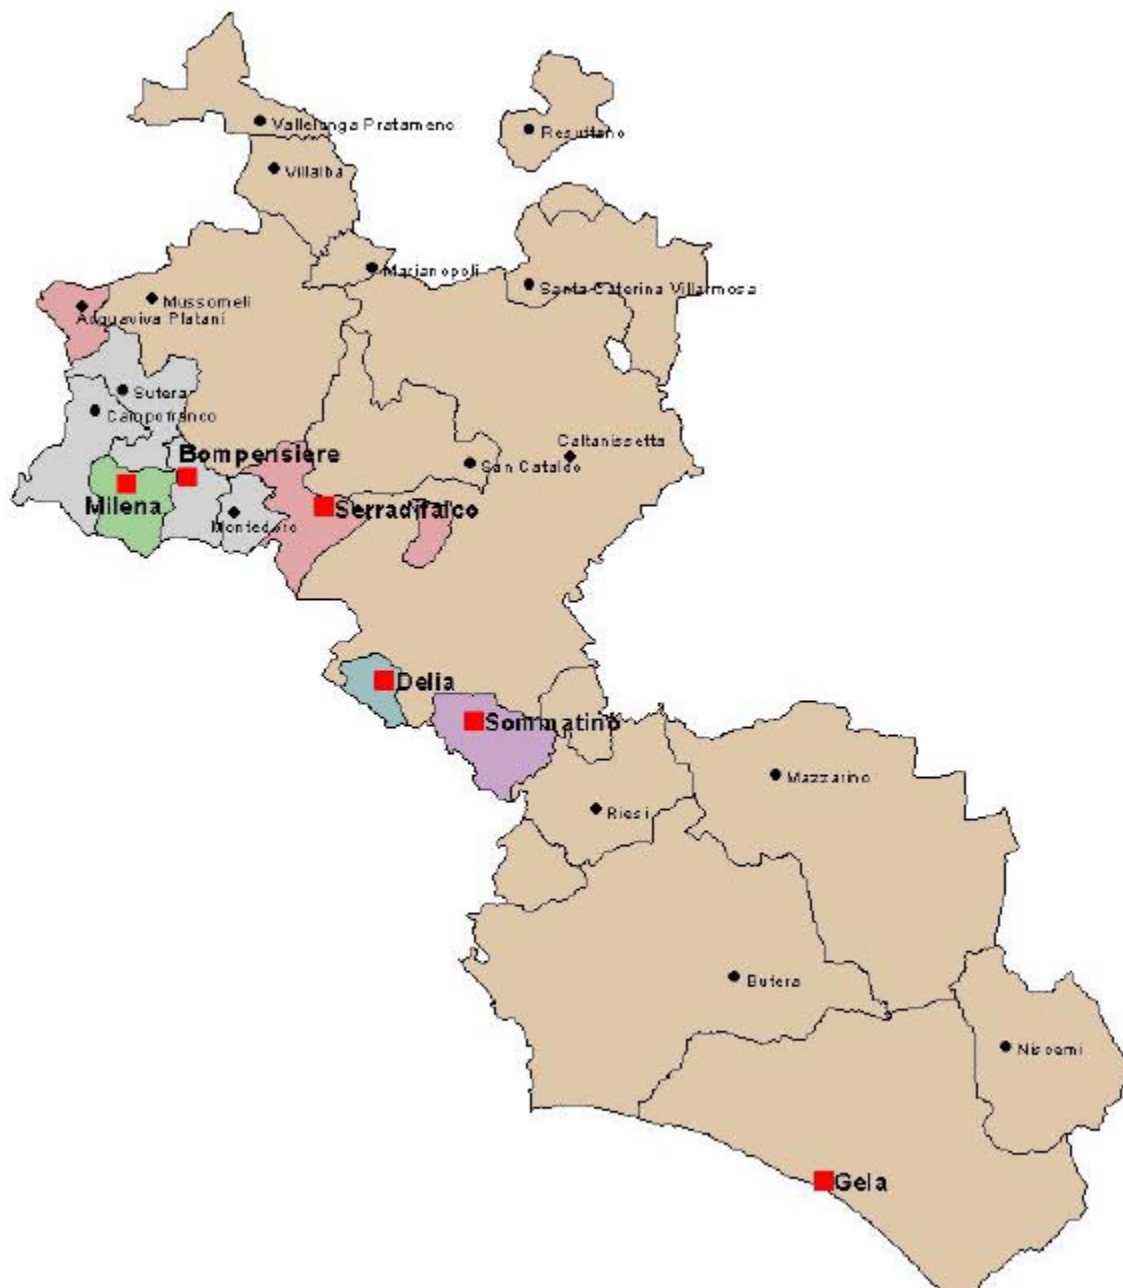 Vallelunga Pratameno
Resuttano
Villalba
Marianopoli
Santa Caterina Villarmosa
Mussomeli
Acquaviva Platani
Sutera
Campofranco
Bompensiere
Caltanissetta
San Cataldo
Milena
Serradifalco
Montedoro
Delia
Sommatino
Mazzarino
Riesi
Butera
Niscemi
Gela